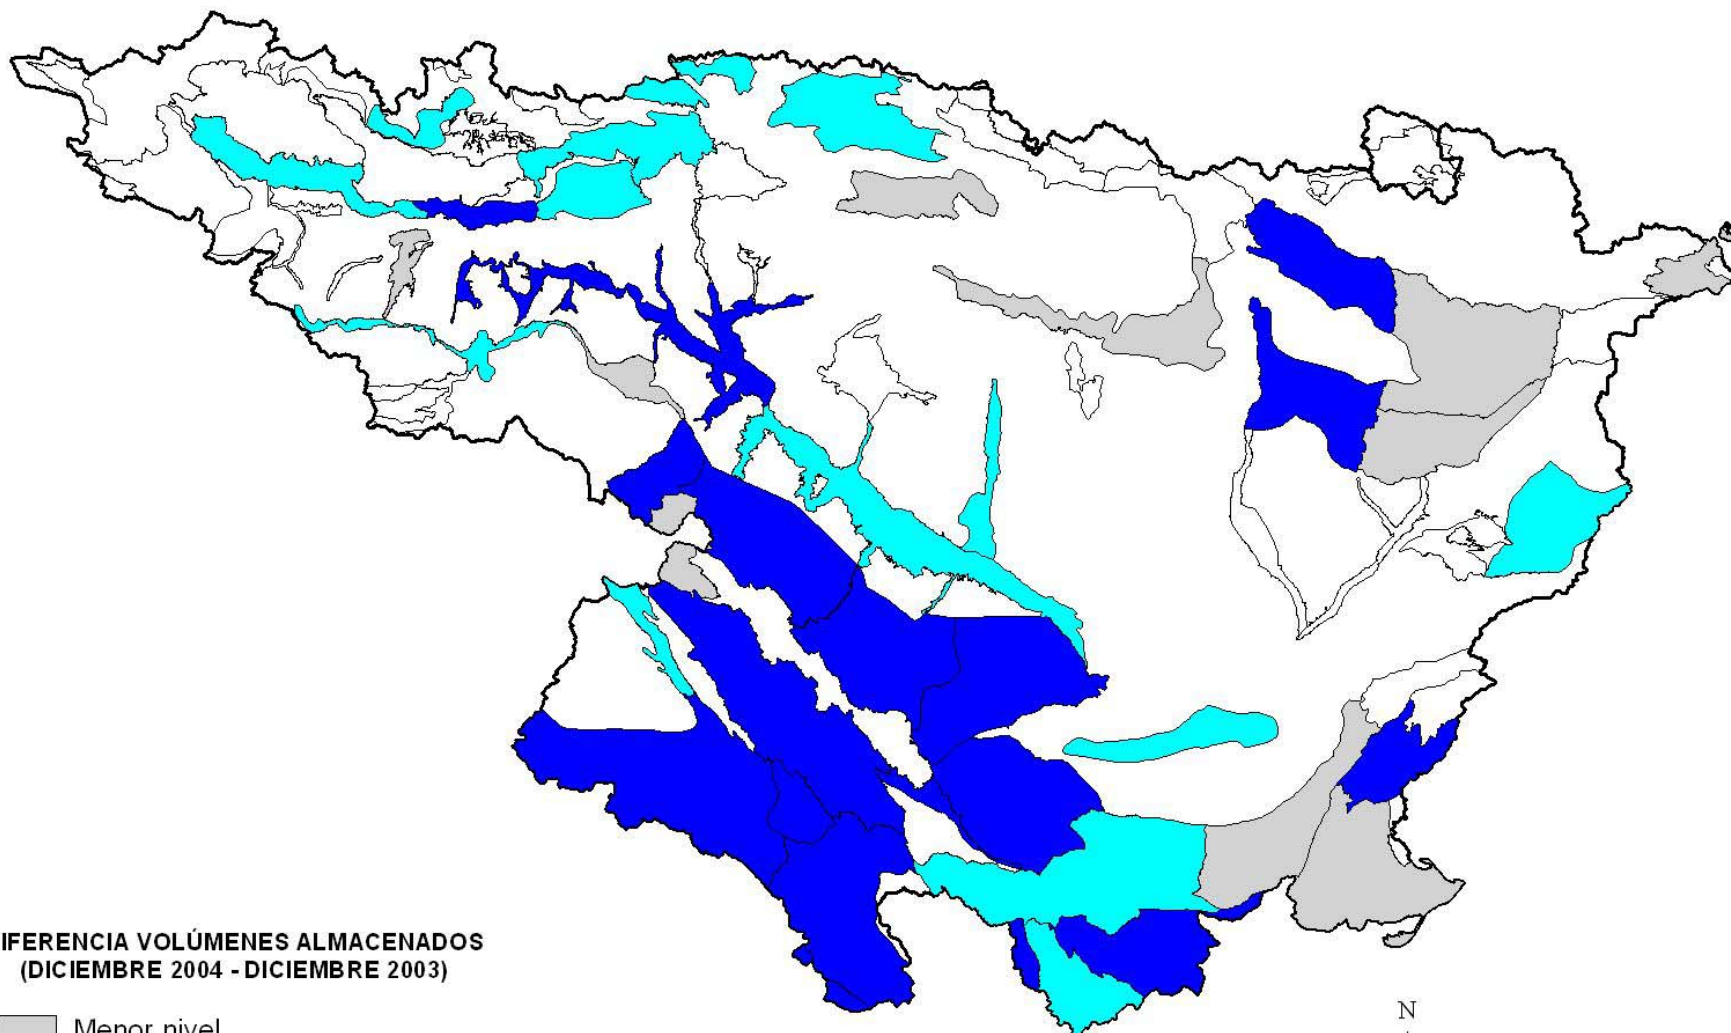 IFERENCIA VOLÚMENES ALMACENADOS
(DICIEMBRE 2004 - DICIEMBRE 2003)
Menor nivel
N